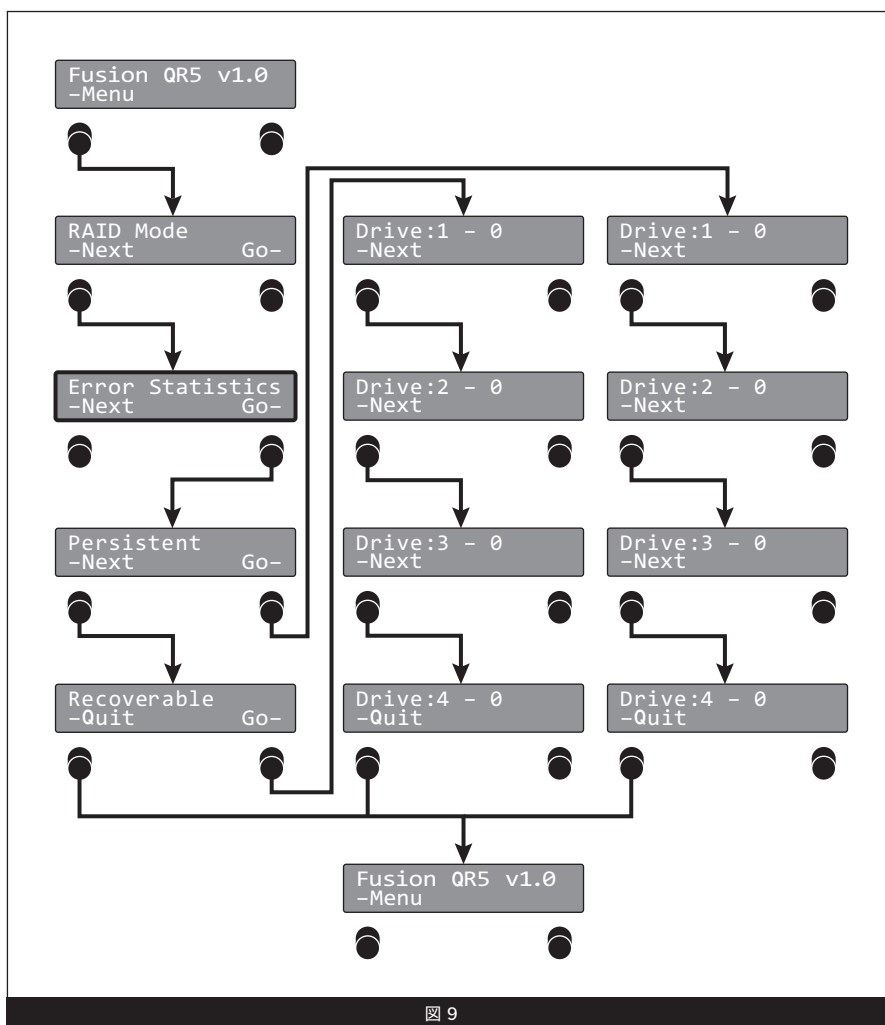 Fusion QR5 v1.0
–Menu
RAID Mode
–Next Go–
Error Statistics
–Next Go–
Persistent
–Next Go–
Recoverable
–Quit Go–
Drive:1 – 0
–Next
Drive:2 – 0
–Next
Drive:3 – 0
–Next
Drive:4 – 0
–Quit
Drive:1 – 0
–Next
Drive:2 – 0
–Next
Drive:3 – 0
–Next
Drive:4 – 0
–Quit
Fusion QR5 v1.0
–Menu
図 9